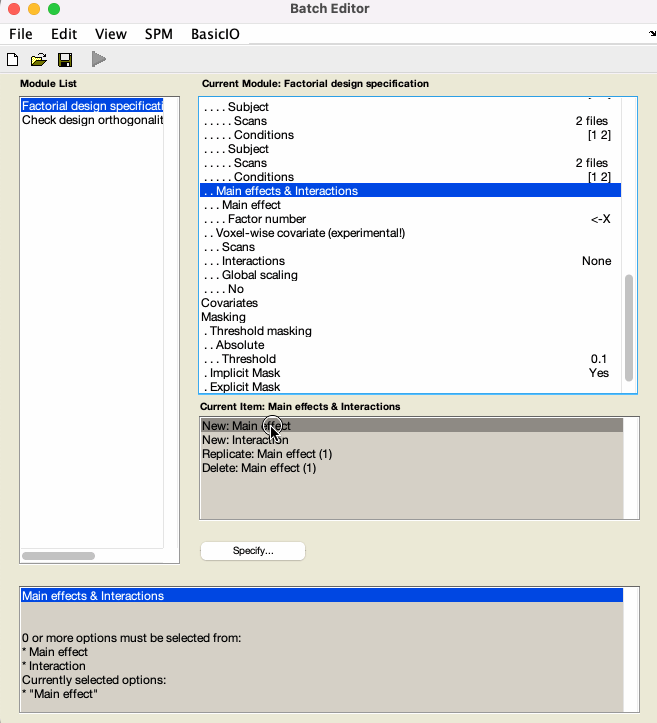 Batch Editor
File Edit View SPM BasicIO
Module List
Current Module: Factorial design specification
Factorial design specificati
Check design orthogonalit
. . . . Subject
. . . . . Scans 2 files
. . . . . Conditions [1 2]
. . . . Subject
. . . . . Scans 2 files
. . . . . Conditions [1 2]
. . Main effects & Interactions
. . . Main effect
. . . . Factor number <-X
. . Voxel-wise covariate (experimental!)
. . . Scans
. . . Interactions None
. . . Global scaling
. . . . No
Covariates
Masking
. Threshold masking
. . Absolute
. . . Threshold 0.1
. Implicit Mask Yes
. Explicit Mask
Current Item: Main effects & Interactions
New: Main effect
New: Interaction
Replicate: Main effect (1)
Delete: Main effect (1)
Specify...
Main effects & Interactions
0 or more options must be selected from:
* Main effect
* Interaction
Currently selected options:
* "Main effect"